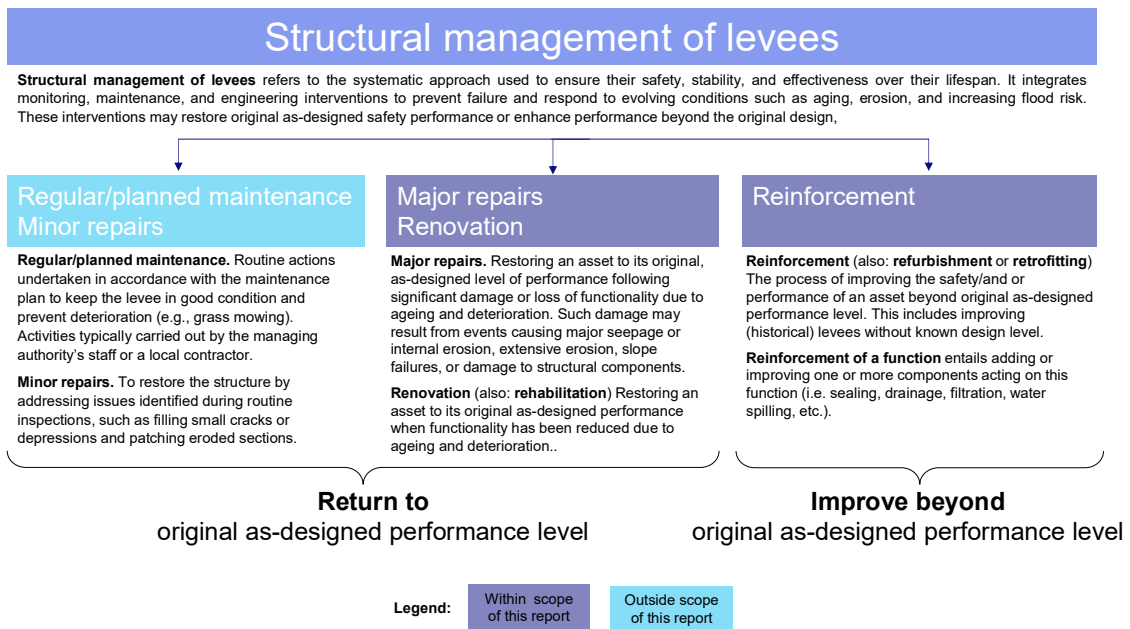 Structural management of levees
Structural management of levees refers to the systematic approach used to ensure their safety, stability, and effectiveness over their lifespan. It integrates
monitoring, maintenance, and engineering interventions to prevent failure and respond to evolving conditions such as aging, erosion, and increasing flood risk.
These interventions may restore original as-designed safety performance or enhance performance beyond the original design,
Regular/planned maintenance
Minor repairs
Regular/planned maintenance. Routine actions
undertaken in accordance with the maintenance
plan to keep the levee in good condition and
prevent deterioration (e.g., grass mowing).
Activities typically carried out by the managing
authority's staff or a local contractor.
Minor repairs. To restore the structure by
addressing issues identified during routine
inspections, such as filling small cracks or
depressions and patching eroded sections.
Major repairs
Renovation
Major repairs. Restoring an asset to its original,
as-designed level of performance following
significant damage or loss of functionality due to
ageing and deterioration. Such damage may
result from events causing major seepage or
internal erosion, extensive erosion, slope
failures, or damage to structural components.
Renovation (also: rehabilitation) Restoring an
asset to its original as-designed performance
when functionality has been reduced due to
ageing and deterioration..
Reinforcement
Reinforcement (also: refurbishment or retrofitting)
The process of improving the safety/and or
performance of an asset beyond original as-designed
performance level. This includes improving
(historical) levees without known design level.
Reinforcement of a function entails adding or
improving one or more components acting on this
function (i.e. sealing, drainage, filtration, water
spilling, etc.).
Return to
original as-designed performance level
Improve beyond
original as-designed performance level
Legend:
Within scope
of this report
Outside scope
of this report